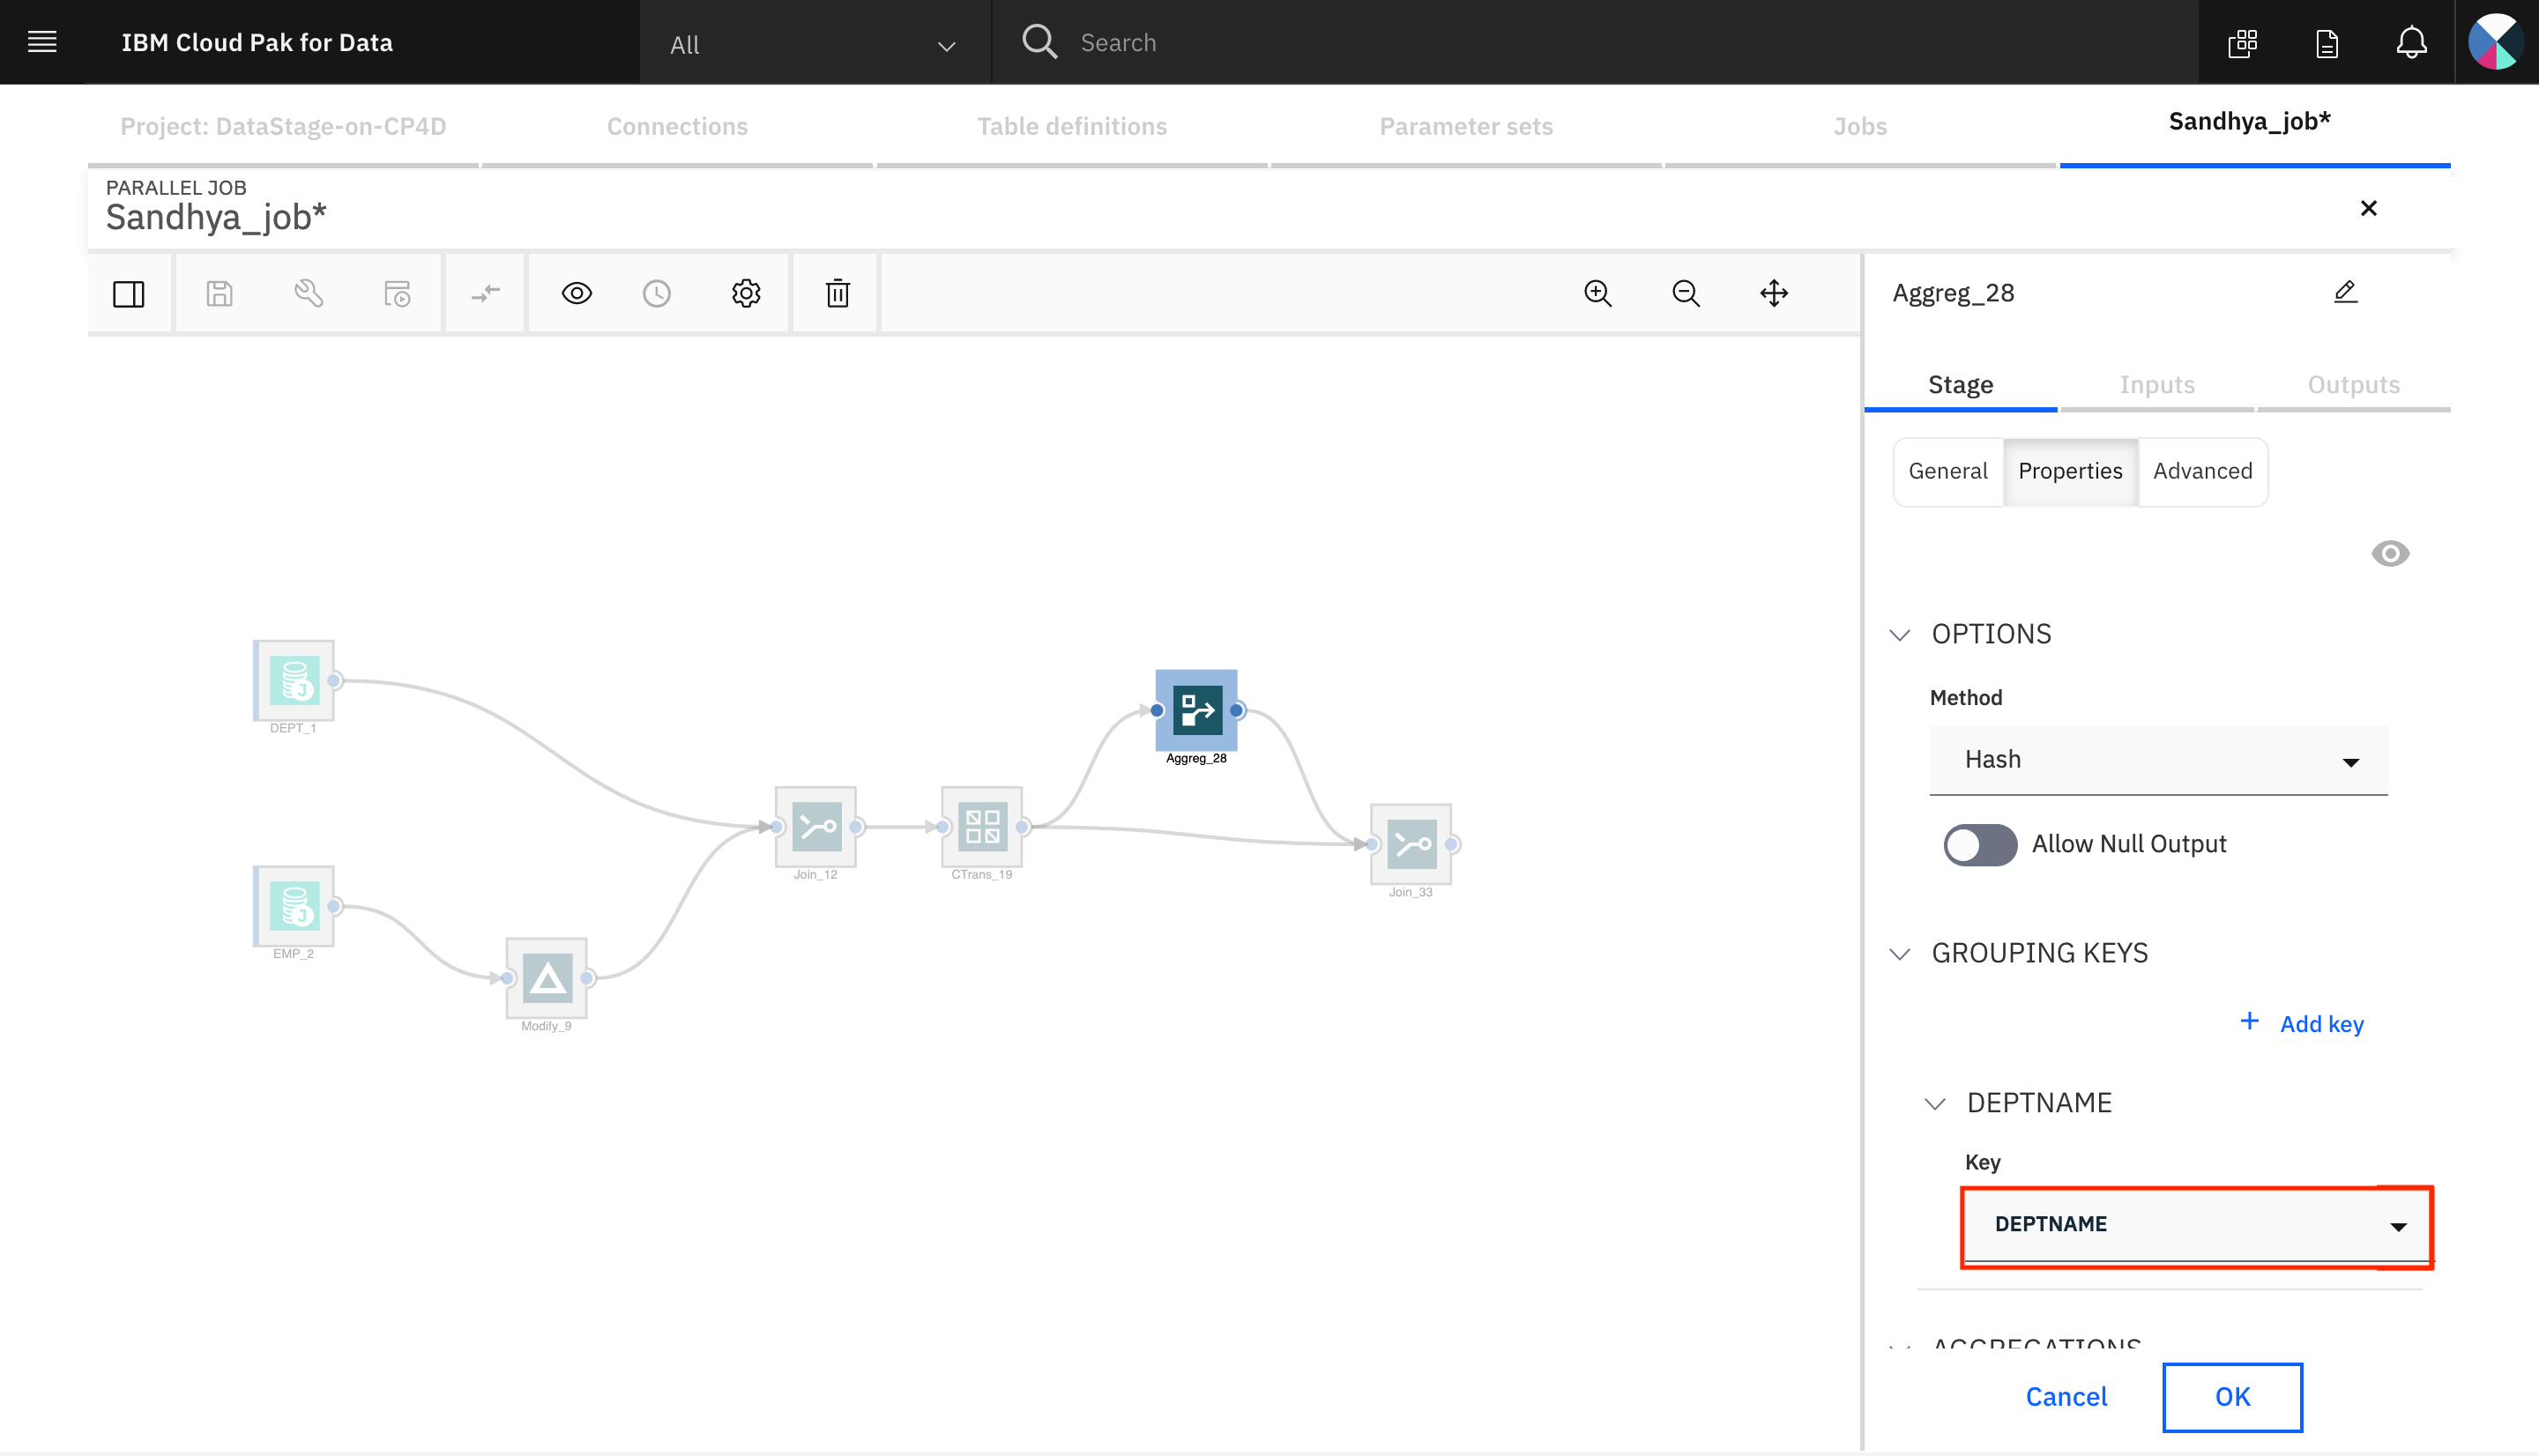 IBM Cloud Pak for Data
All
Search
Project: DataStage-on-CP4D
Connections
Table definitions
Parameter sets
Jobs
Sandhya_job*
PARALLEL JOB
Sandhya_job*
Aggreg_28
Stage
Inputs
Outputs
General
Properties
Advanced
OPTIONS
Method
Hash
Allow Null Output
GROUPING KEYS
+ Add key
DEPTNAME
Key
DEPTNAME
AGGREGATIONS
Cancel
OK
DEPT_1
EMP_2
Modify_9
Join_12
CTrans_19
Aggreg_28
Join_33